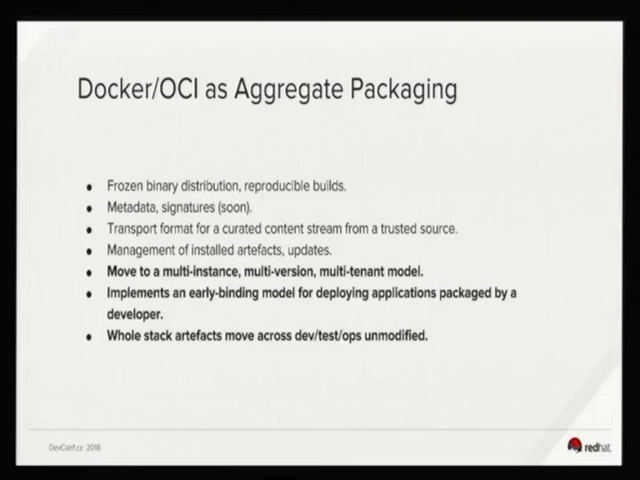 Docker/OCI as Aggregate Packaging
• Frozen binary distribution, reproducible builds.
• Metadata, signatures (soon).
• Transport format for a curated content stream from a trusted source.
• Management of installed artefacts, updates.
• Move to a multi-instance, multi-version, multi-tenant model.
• Implements an early-binding model for deploying applications packaged by a
developer.
• Whole stack artefacts move across dev/test/ops unmodified.
DevConf.cz 2016
redhat.